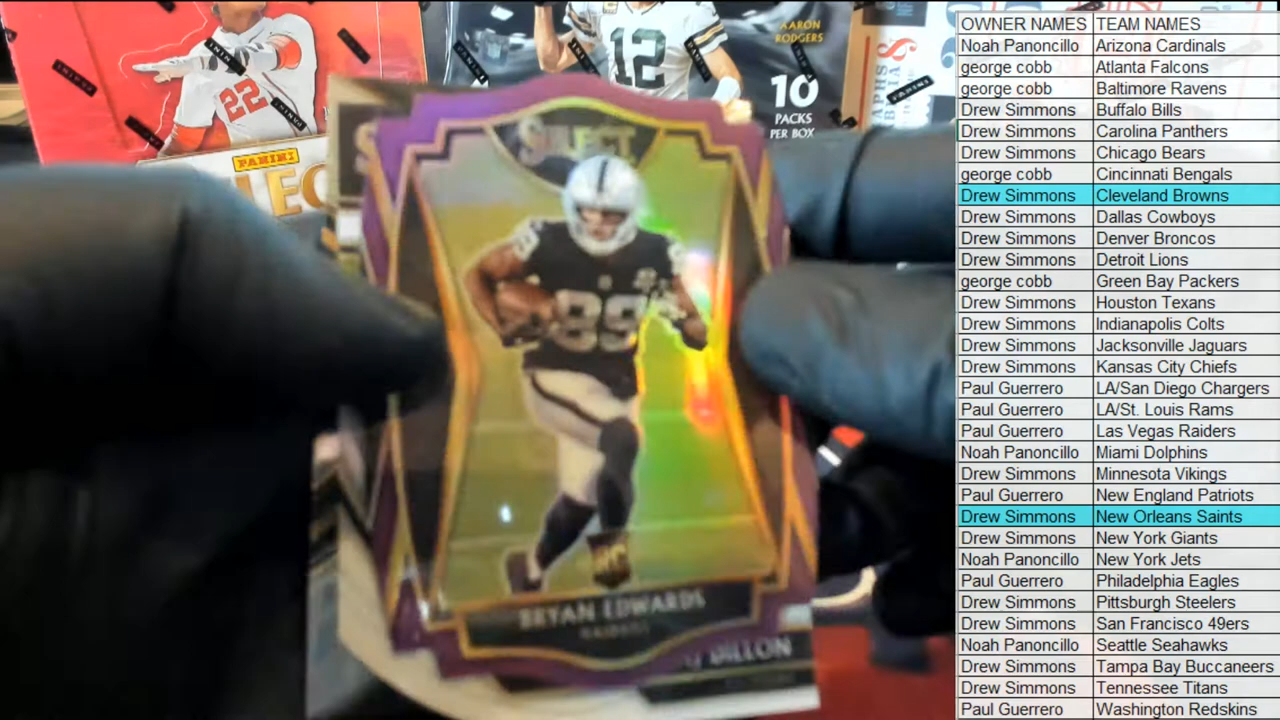 OWNER NAMES TEAM NAMES
Noah Panoncillo Arizona Cardinals
george cobb Atlanta Falcons
george cobb Baltimore Ravens
Drew Simmons Buffalo Bills
Drew Simmons Carolina Panthers
Drew Simmons Chicago Bears
george cobb Cincinnati Bengals
Drew Simmons Cleveland Browns
Drew Simmons Dallas Cowboys
Drew Simmons Denver Broncos
Drew Simmons Detroit Lions
george cobb Green Bay Packers
Drew Simmons Houston Texans
Drew Simmons Indianapolis Colts
Drew Simmons Jacksonville Jaguars
Drew Simmons Kansas City Chiefs
Paul Guerrero LA/San Diego Chargers
Paul Guerrero LA/St. Louis Rams
Paul Guerrero Las Vegas Raiders
Noah Panoncillo Miami Dolphins
Drew Simmons Minnesota Vikings
Paul Guerrero New England Patriots
Drew Simmons New Orleans Saints
Drew Simmons New York Giants
Noah Panoncillo New York Jets
Paul Guerrero Philadelphia Eagles
Drew Simmons Pittsburgh Steelers
Drew Simmons San Francisco 49ers
Noah Panoncillo Seattle Seahawks
Drew Simmons Tampa Bay Buccaneers
Drew Simmons Tennessee Titans
Paul Guerrero Washington Redskins
22
PANINI
12
AARON
RODGERS
10
PACKS
PER BOX
PANINI
SELECT
89
BRYAN EDWARDS
RAIDERS
DILLON